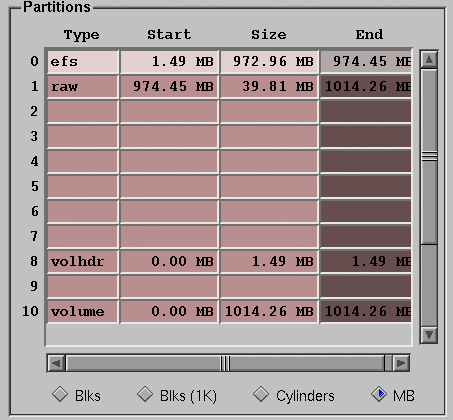 Partitions
Type Start Size End
0 efs 1.49 MB 972.96 MB 974.45 MB
1 raw 974.45 MB 39.81 MB 1014.26 MB
2
3
4
5
6
7
8 volhdr 0.00 MB 1.49 MB 1.49 MB
9
10 volume 0.00 MB 1014.26 MB 1014.26 MB
Blks Blks (1K) Cylinders MB